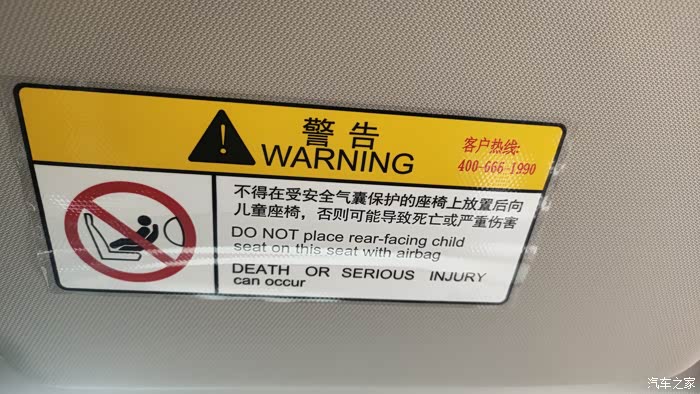 警告
WARNING
客户热线:
400-666-1990
不得在受安全气囊保护的座椅上放置后向
儿童座椅，否则可能导致死亡或严重伤害
DO NOT place rear-facing child
seat on this seat with airbag
DEATH OR SERIOUS INJURY
can occur
汽车之家